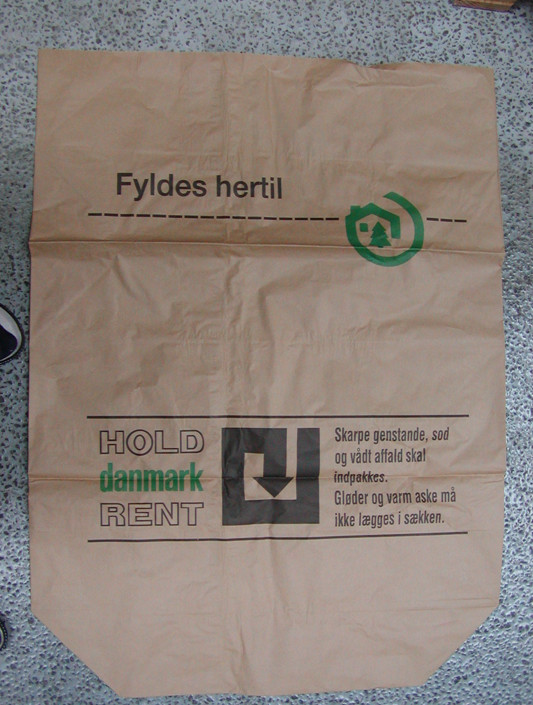 Fyldes hertil
HOLD
danmark
RENT
Skarpe genstande, sod
og vådt affald skal
indpakkes.
Gløder og varm aske må
ikke lægges i sækken.